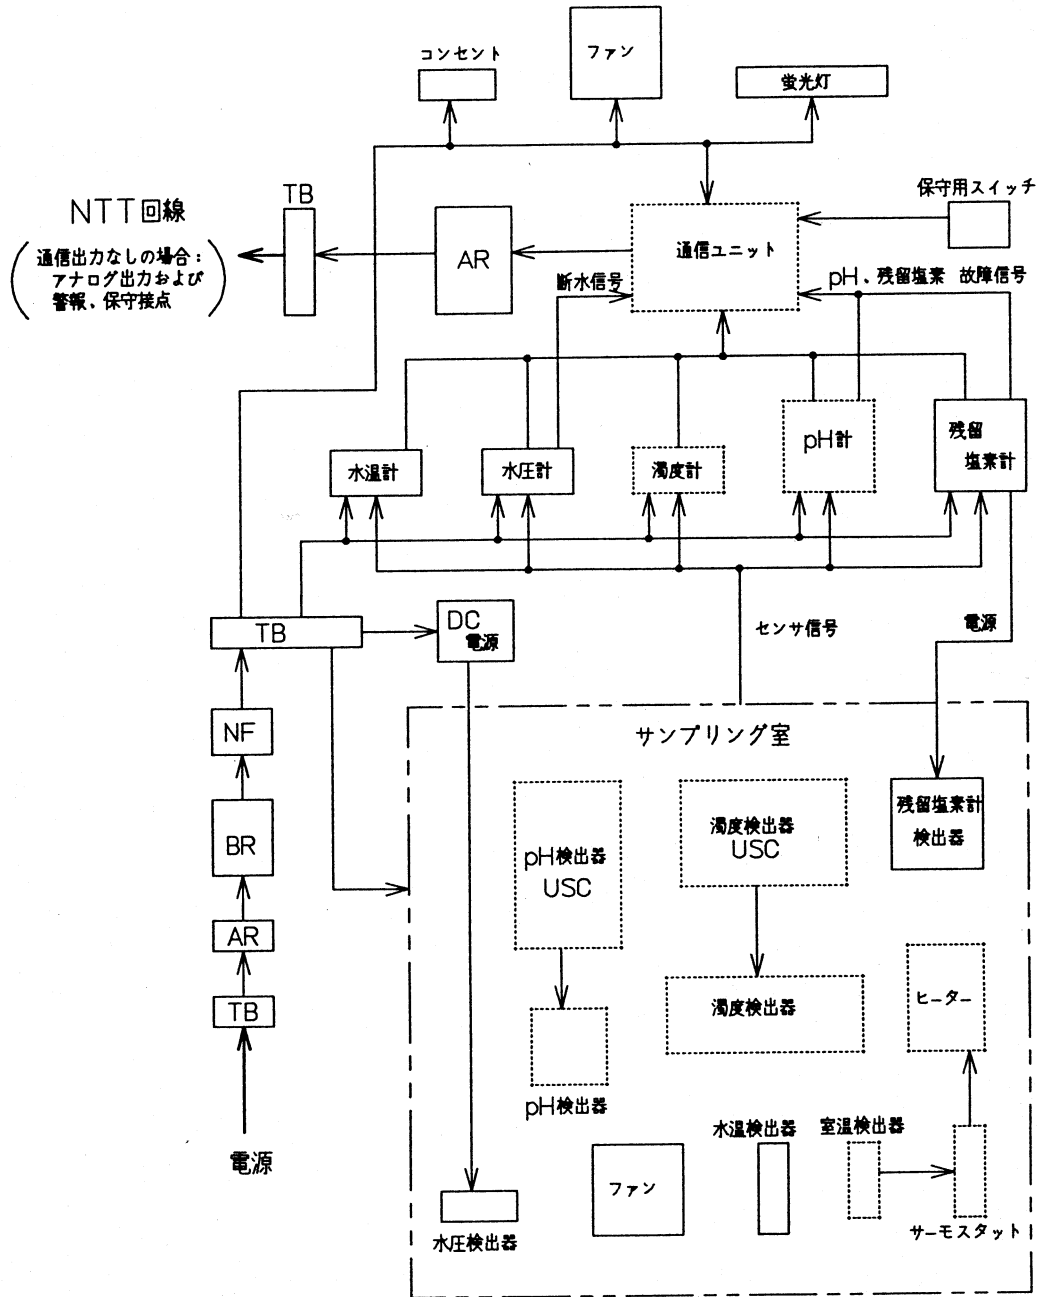 コンセント
ファン
蛍光灯
NTT回線
TB
保守用スイッチ
(通信出力なしの場合:
アナログ出力および
警報、保守接点)
AR
通信ユニット
断水信号
pH、残留塩素 故障信号
水温計
水圧計
濁度計
pH計
残留
塩素計
TB
DC
電源
センサ信号
電源
NF
サンプリング室
BR
pH検出器
USC
濁度検出器
USC
残留塩素計
検出器
AR
TB
濁度検出器
ヒーター
pH検出器
電源
水温検出器
室温検出器
ファン
水圧検出器
サーモスタット